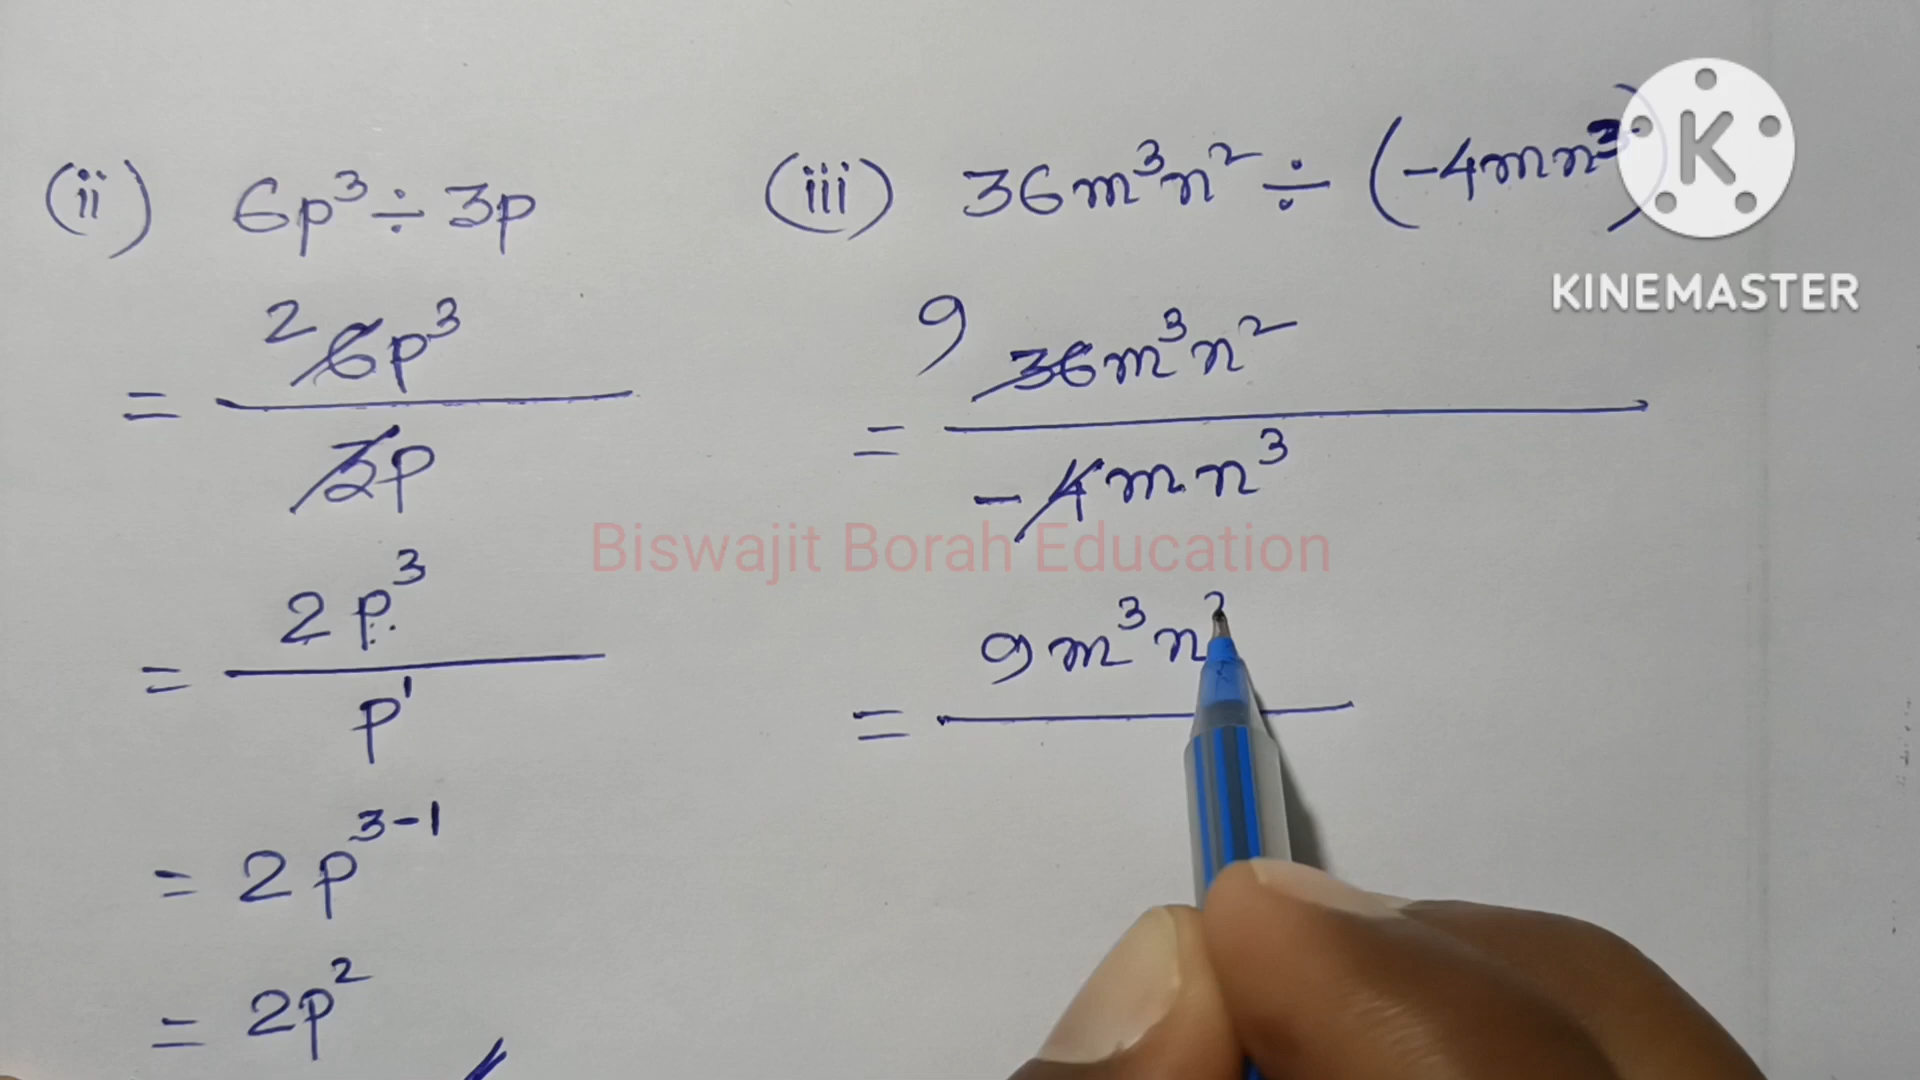 (ii) 6p³ ÷ 3p
= ²6p³ / 3p
= 2p³ / p¹
= 2p³⁻¹
= 2p²
(iii) 36m³n² ÷ (-4mn³)
= ⁹36m³n² / -4mn³
= 9m³n²
KINEMASTER
Biswajit Borah Education